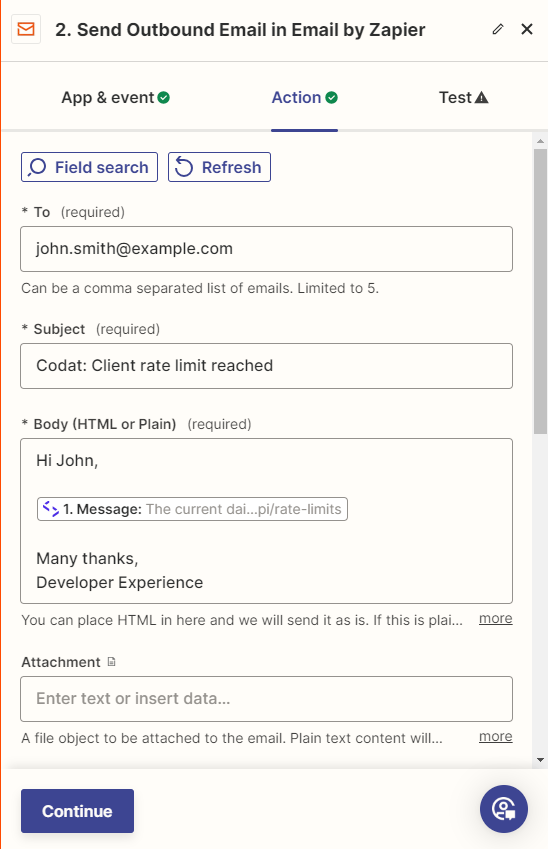 2. Send Outbound Email in Email by Zapier
App & event
Action
Test
Field search
Refresh
* To (required)
john.smith@example.com
Can be a comma separated list of emails. Limited to 5.
* Subject (required)
Codat: Client rate limit reached
* Body (HTML or Plain) (required)
Hi John,
1. Message: The current dai...pi/rate-limits
Many thanks,
Developer Experience
You can place HTML in here and we will send it as is. If this is plai... more
Attachment
Enter text or insert data...
A file object to be attached to the email. Plain text content will... more
Continue